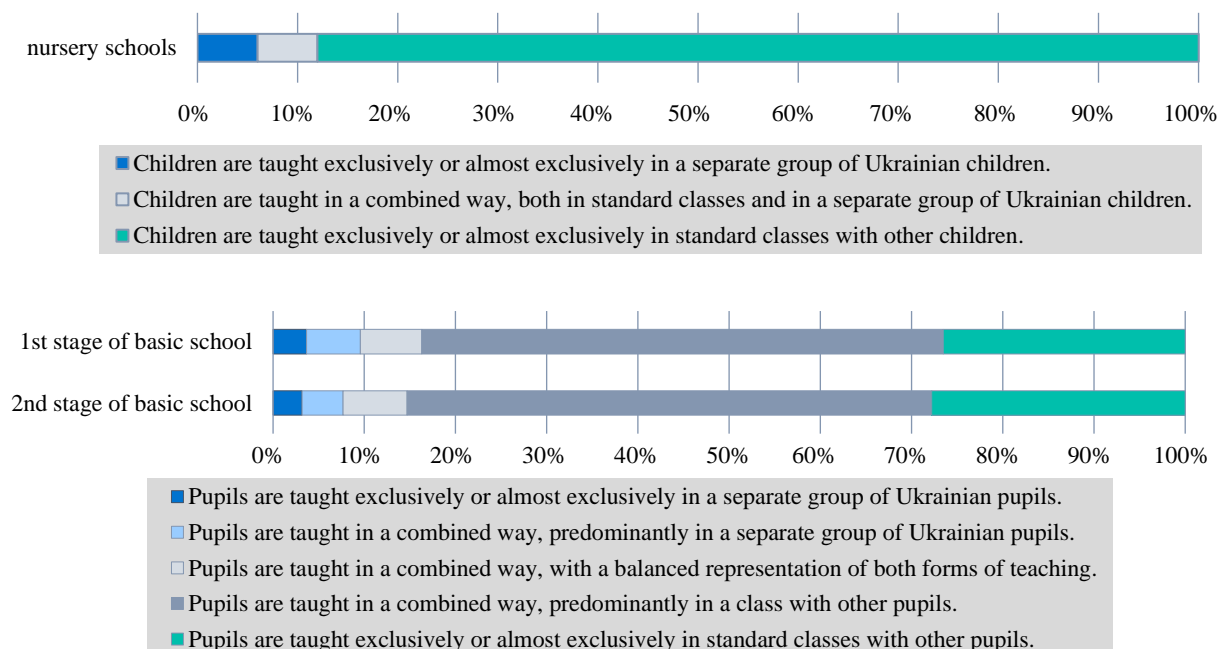 nursery schools
0% 10% 20% 30% 40% 50% 60% 70% 80% 90% 100%
Children are taught exclusively or almost exclusively in a separate group of Ukrainian children.
Children are taught in a combined way, both in standard classes and in a separate group of Ukrainian children.
Children are taught exclusively or almost exclusively in standard classes with other children.
1st stage of basic school
2nd stage of basic school
0% 10% 20% 30% 40% 50% 60% 70% 80% 90% 100%
Pupils are taught exclusively or almost exclusively in a separate group of Ukrainian pupils.
Pupils are taught in a combined way, predominantly in a separate group of Ukrainian pupils.
Pupils are taught in a combined way, with a balanced representation of both forms of teaching.
Pupils are taught in a combined way, predominantly in a class with other pupils.
Pupils are taught exclusively or almost exclusively in standard classes with other pupils.